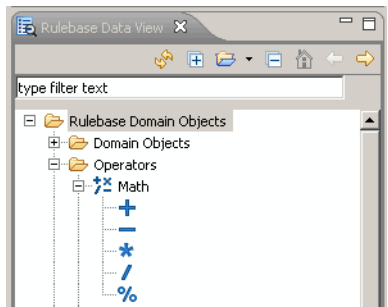 Rulebase Data View
type filter text
Rulebase Domain Objects
Domain Objects
Operators
Math
+
-
*
/
%